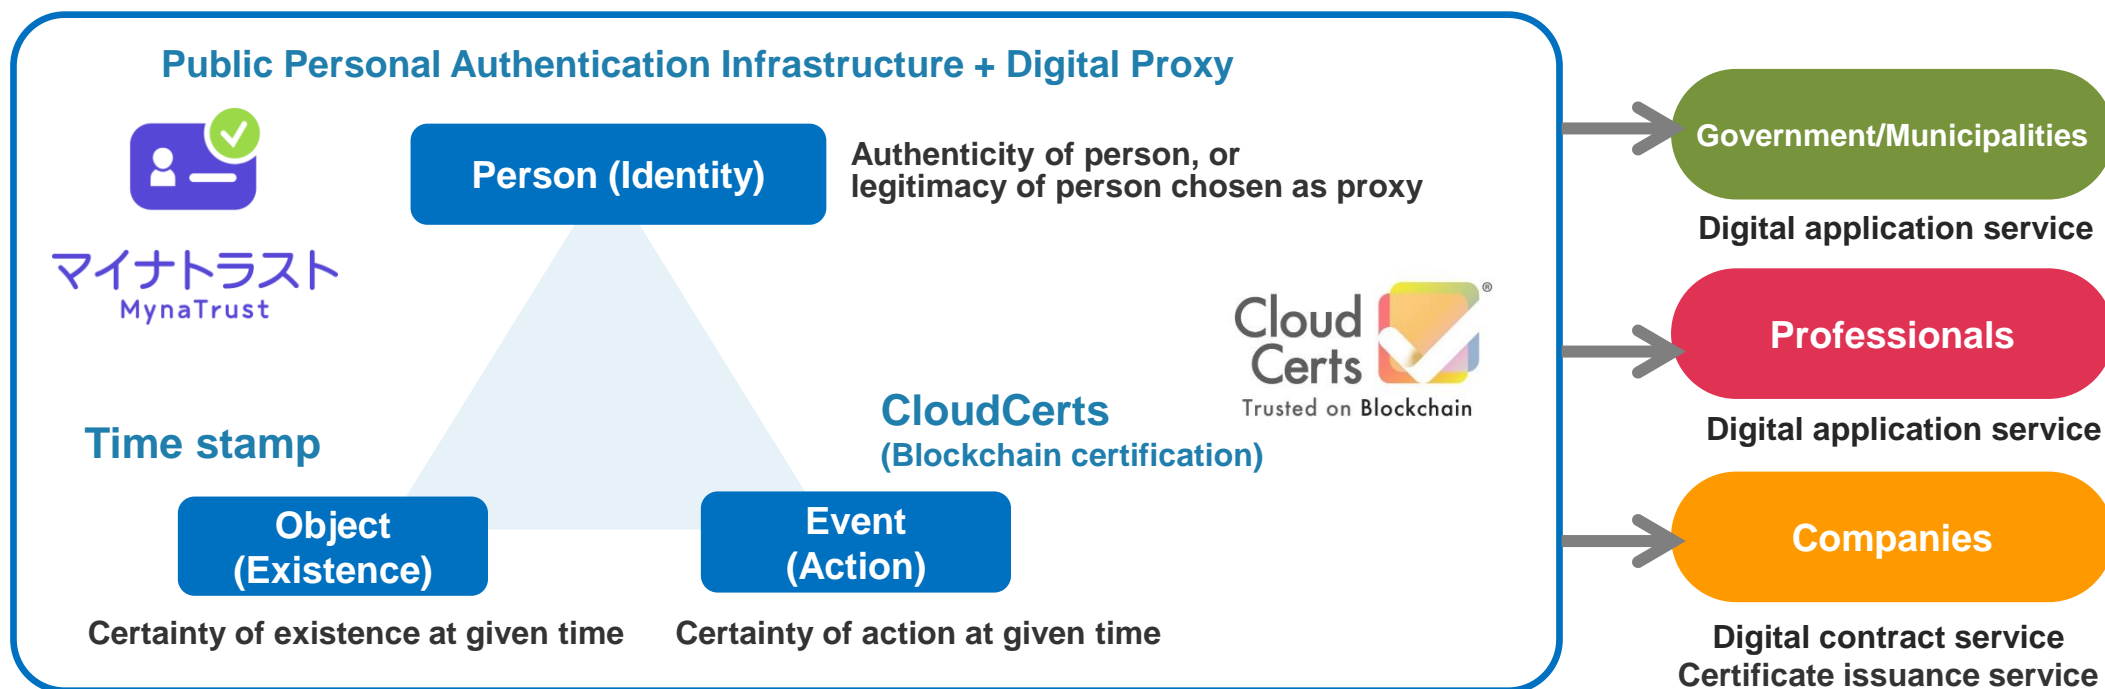 Public Personal Authentication Infrastructure + Digital Proxy
Person (Identity)
Authenticity of person, or
legitimacy of person chosen as proxy
マイナトラスト
MynaTrust
Cloud
Certs
®
Trusted on Blockchain
CloudCerts
(Blockchain certification)
Time stamp
Object
(Existence)
Certainty of existence at given time
Event
(Action)
Certainty of action at given time
Government/Municipalities
Digital application service
Professionals
Digital application service
Companies
Digital contract service
Certificate issuance service